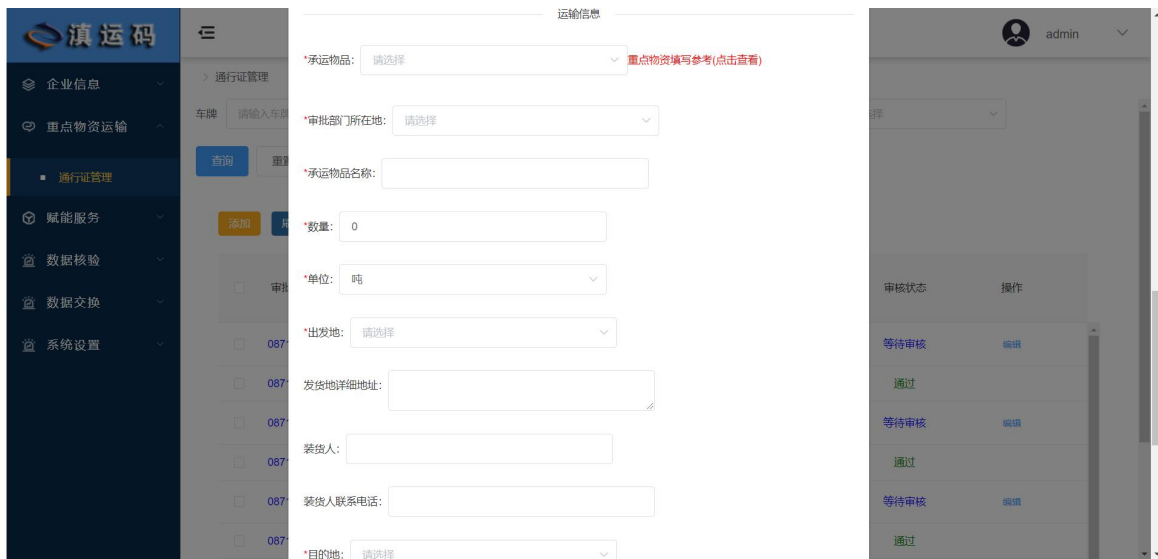 滇运码
admin
企业信息
重点物资运输
通行证管理
赋能服务
数据核验
数据交换
系统设置
> 通行证管理
车牌
请输入车牌
查询
重置
添加
审批
0871
0871
0871
0871
0871
0871
运输信息
*承运物品: 请选择 重点物资填写参考(点击查看)
*审批部门所在地: 请选择
*承运物品名称:
*数量: 0
*单位: 吨
*出发地: 请选择
发货地详细地址:
装货人:
装货人联系电话:
*目的地: 请选择
审核状态 操作
等待审核 编辑
通过
等待审核 编辑
通过
等待审核 编辑
通过